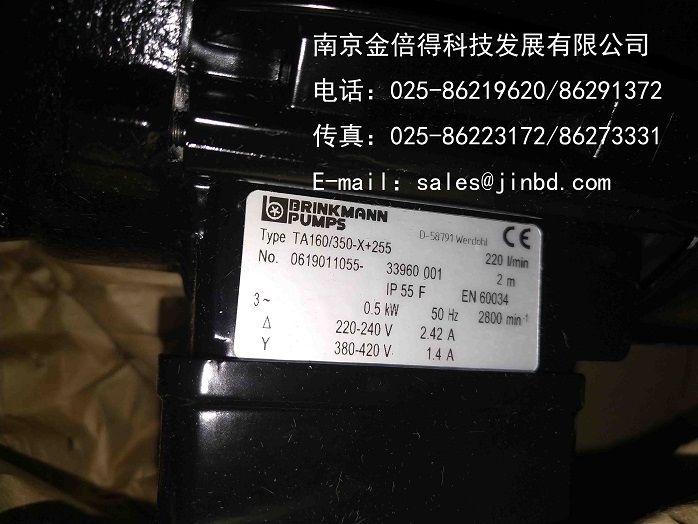 南京金倍得科技发展有限公司
电话：025-86219620/86291372
传真：025-86223172/86273331
E-mail：sales@jinbd.com
BRINKMANN
PUMPS
D-58791 Werdohl CE
Type TA160/350-X+255 220 l/min
No. 0619011055- 33960 001 2 m
IP 55 F EN 60034
3~ 0.5 kW 50 Hz 2800 min⁻¹
Δ 220-240 V 2.42 A
Y 380-420 V 1.4 A